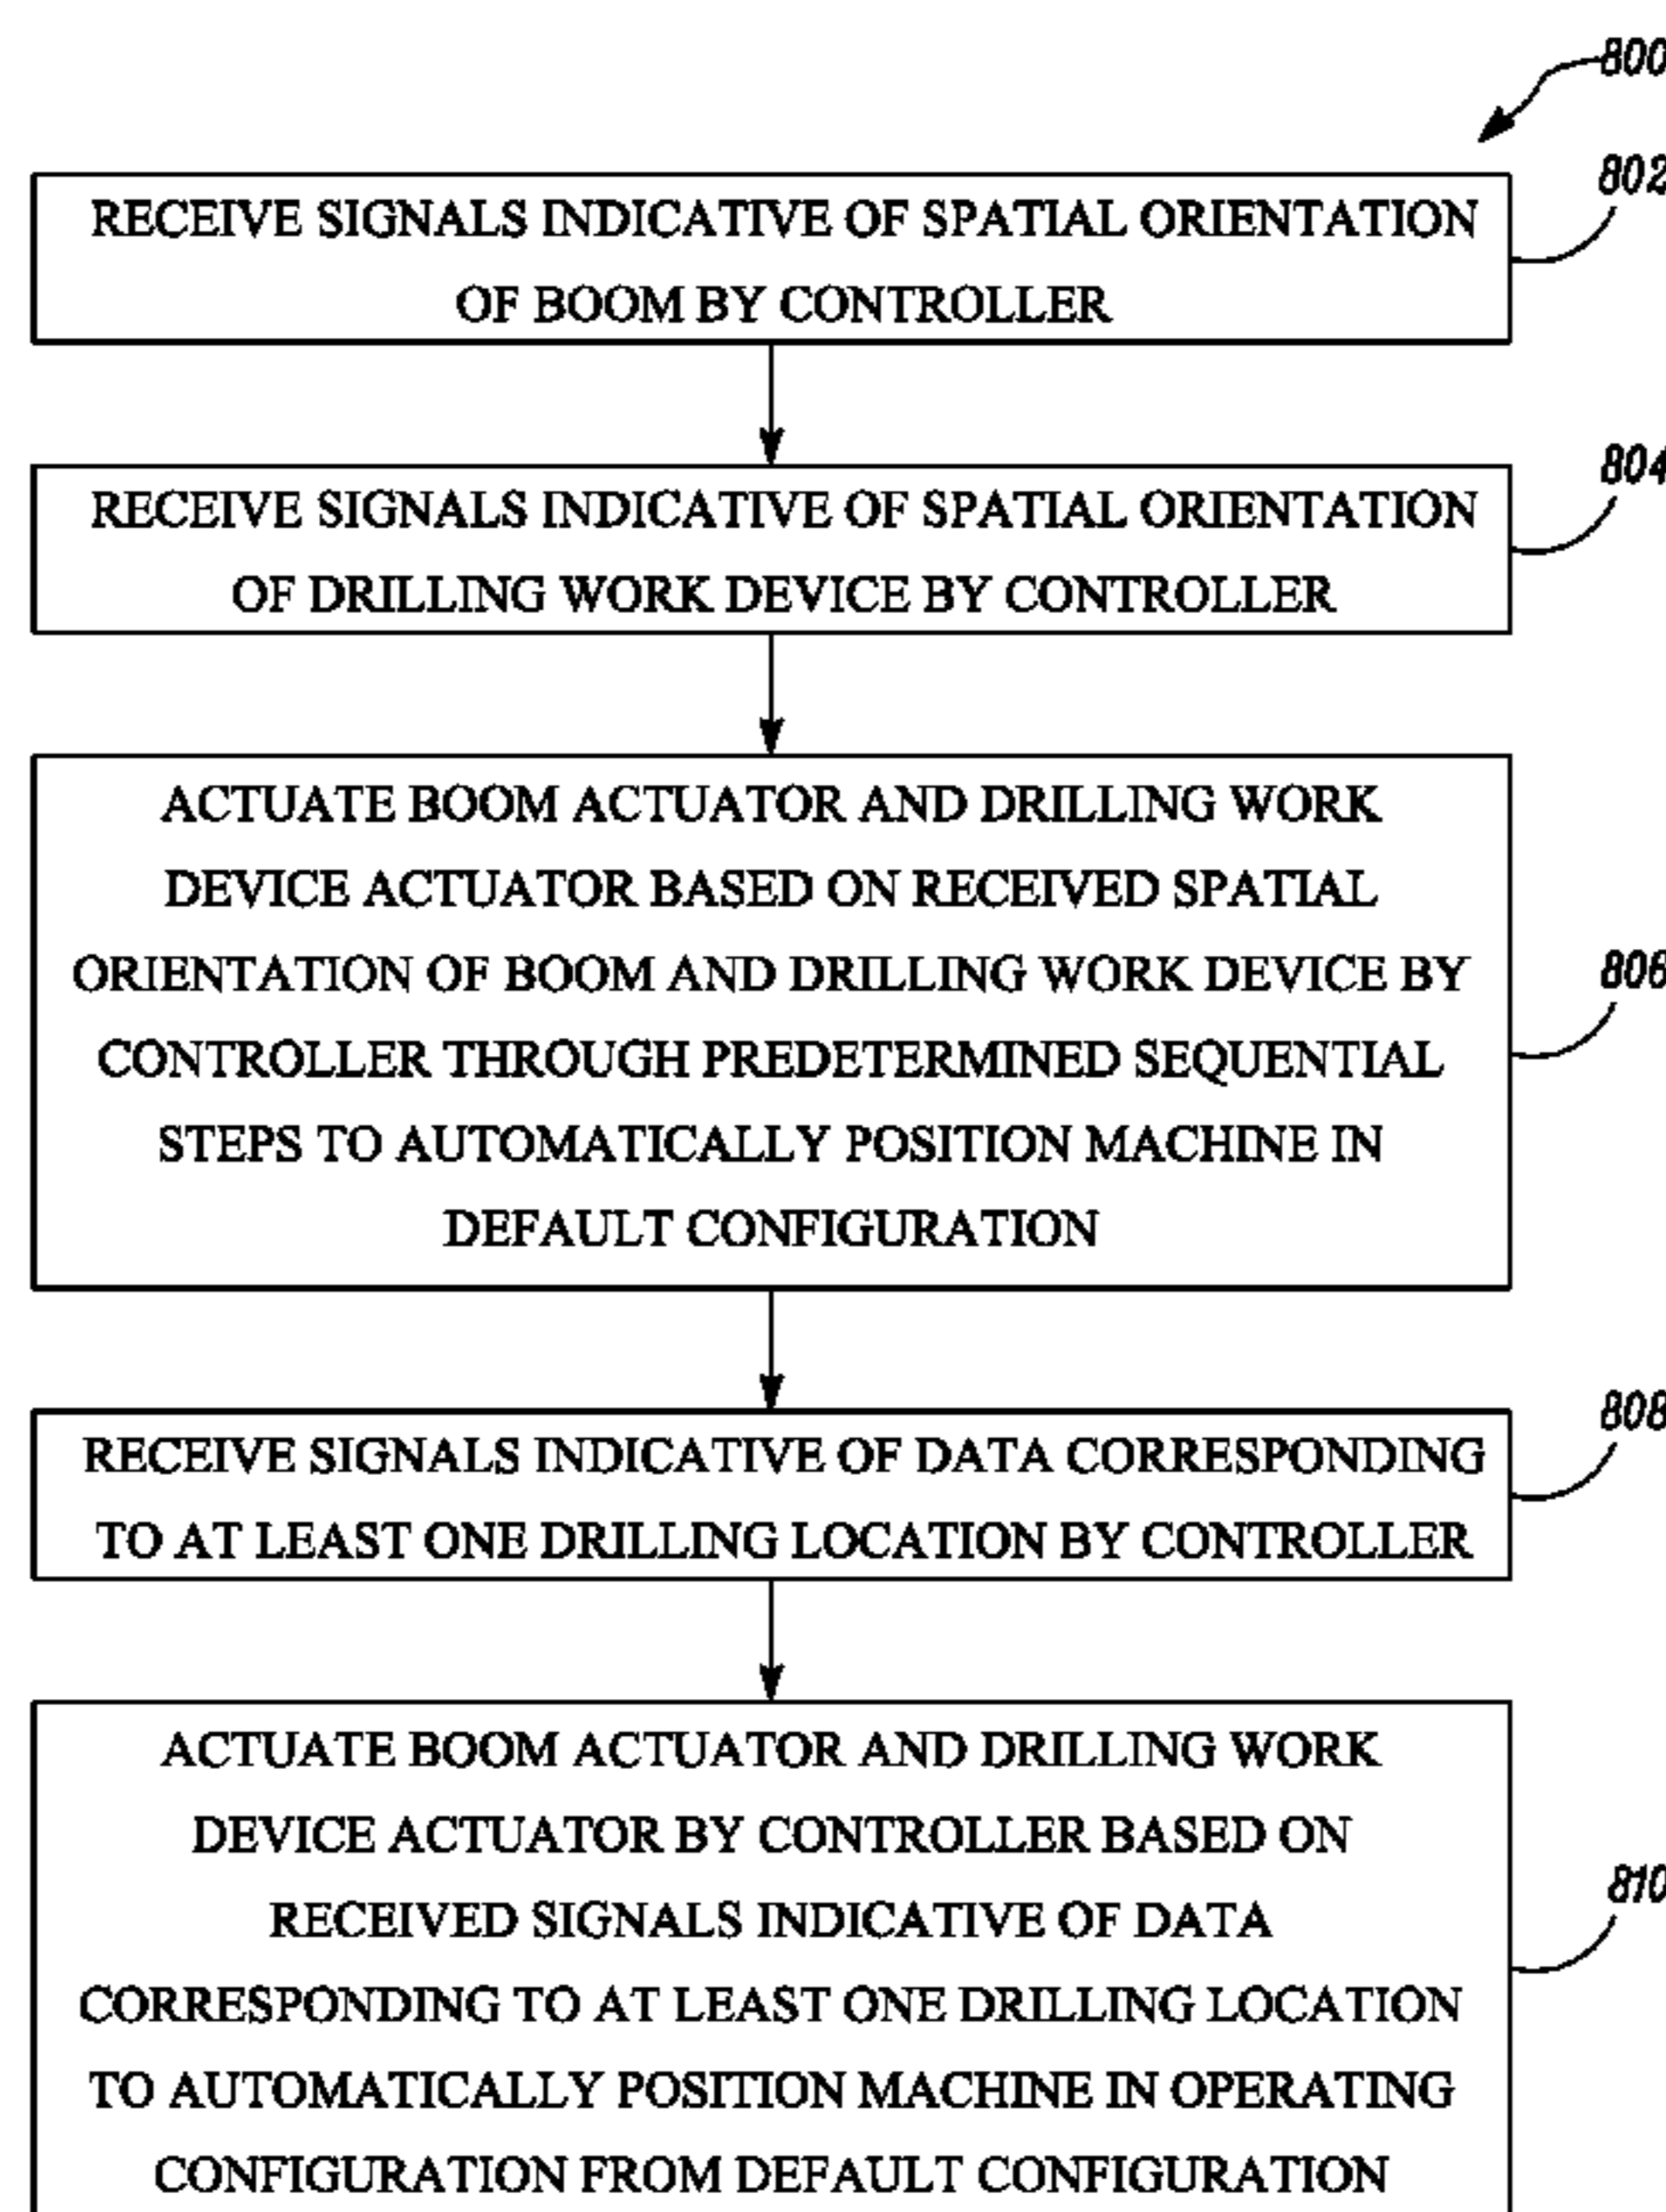 800
802
RECEIVE SIGNALS INDICATIVE OF SPATIAL ORIENTATION
OF BOOM BY CONTROLLER
804
RECEIVE SIGNALS INDICATIVE OF SPATIAL ORIENTATION
OF DRILLING WORK DEVICE BY CONTROLLER
ACTUATE BOOM ACTUATOR AND DRILLING WORK
DEVICE ACTUATOR BASED ON RECEIVED SPATIAL
ORIENTATION OF BOOM AND DRILLING WORK DEVICE BY
806
CONTROLLER THROUGH PREDETERMINED SEQUENTIAL
STEPS TO AUTOMATICALLY POSITION MACHINE IN
DEFAULT CONFIGURATION
808
RECEIVE SIGNALS INDICATIVE OF DATA CORRESPONDING
TO AT LEAST ONE DRILLING LOCATION BY CONTROLLER
ACTUATE BOOM ACTUATOR AND DRILLING WORK
DEVICE ACTUATOR BY CONTROLLER BASED ON
810
RECEIVED SIGNALS INDICATIVE OF DATA
CORRESPONDING TO AT LEAST ONE DRILLING LOCATION
TO AUTOMATICALLY POSITION MACHINE IN OPERATING
CONFIGURATION FROM DEFAULT CONFIGURATION